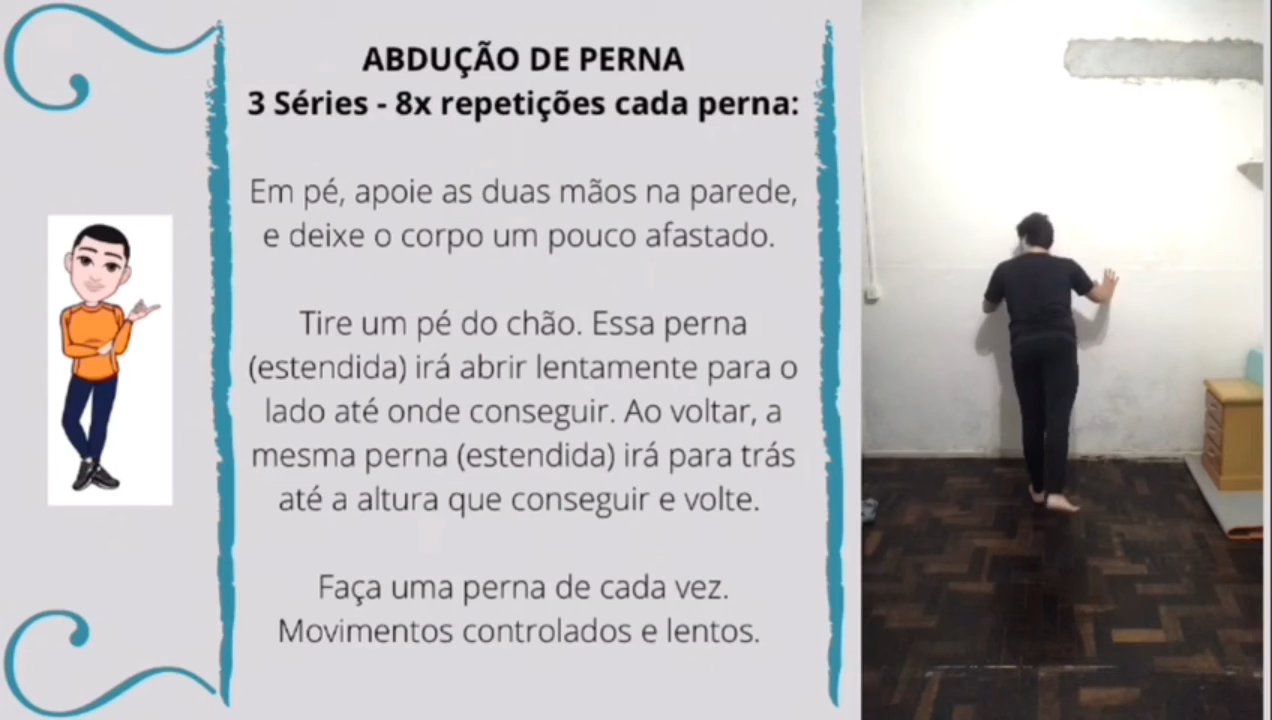 ABDUÇÃO DE PERNA
3 Séries - 8x repetições cada perna:
Em pé, apoie as duas mãos na parede,
e deixe o corpo um pouco afastado.
Tire um pé do chão. Essa perna
(estendida) irá abrir lentamente para o
lado até onde conseguir. Ao voltar, a
mesma perna (estendida) irá para trás
até a altura que conseguir e volte.
Faça uma perna de cada vez.
Movimentos controlados e lentos.